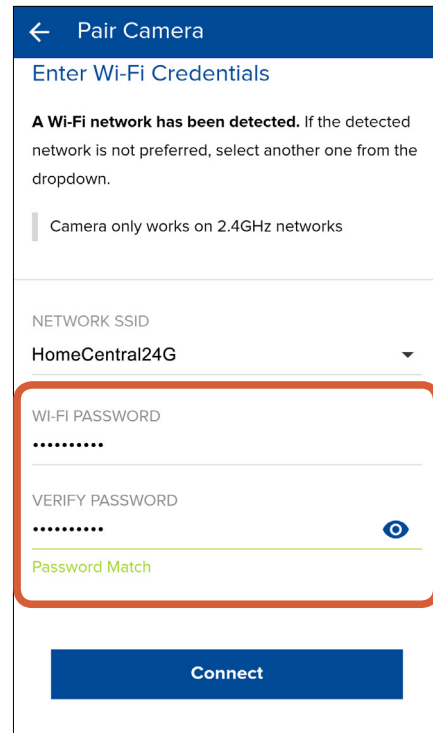 Pair Camera
Enter Wi-Fi Credentials
A Wi-Fi network has been detected. If the detected
network is not preferred, select another one from the
dropdown.
Camera only works on 2.4GHz networks
NETWORK SSID
HomeCentral24G
WI-FI PASSWORD
••••••••••
VERIFY PASSWORD
••••••••••
Password Match
Connect